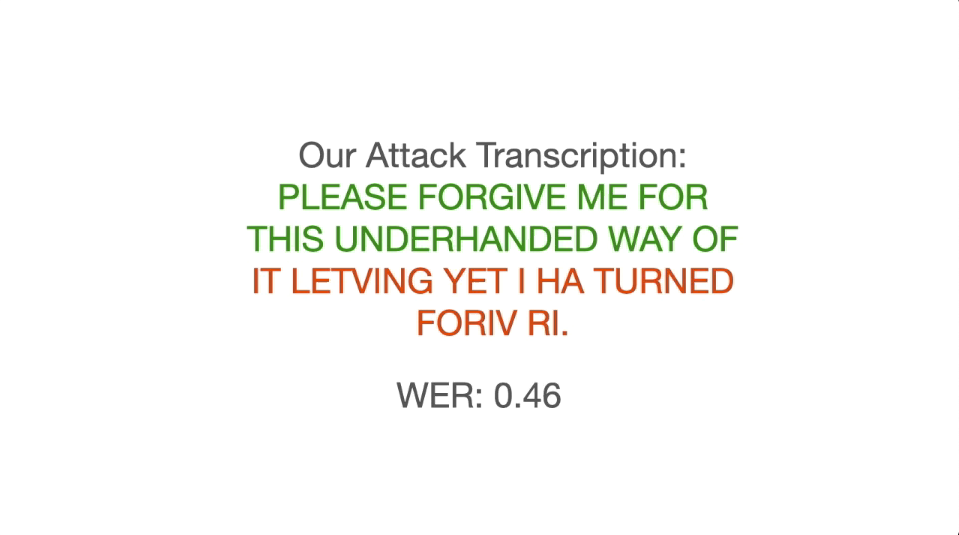 Our Attack Transcription:
PLEASE FORGIVE ME FOR
THIS UNDERHANDED WAY OF
IT LETVING YET I HA TURNED
FORIV RI.
WER: 0.46